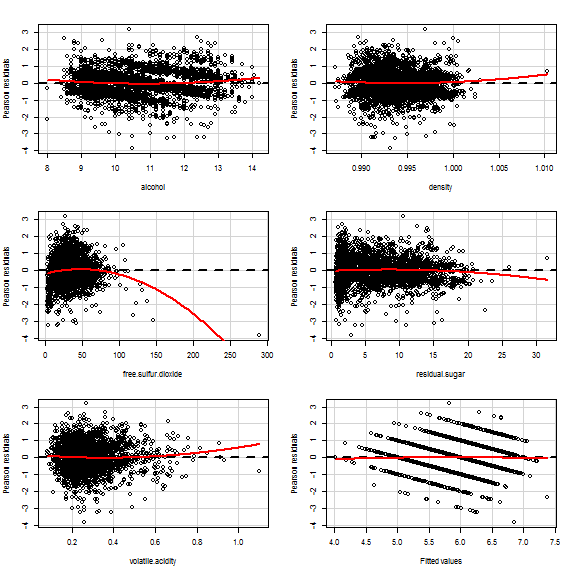 Pearson residuals
3
2
1
0
-1
-2
-3
-4
8 9 10 11 12 13 14
alcohol
Pearson residuals
3
2
1
0
-1
-2
-3
-4
0.990 0.995 1.000 1.005 1.010
density
Pearson residuals
3
2
1
0
-1
-2
-3
-4
0 50 100 150 200 250 300
free.sulfur.dioxide
Pearson residuals
3
2
1
0
-1
-2
-3
-4
0 5 10 15 20 25 30
residual.sugar
Pearson residuals
3
2
1
0
-1
-2
-3
-4
0.2 0.4 0.6 0.8 1.0
volatile.acidity
Pearson residuals
3
2
1
0
-1
-2
-3
-4
4.0 4.5 5.0 5.5 6.0 6.5 7.0 7.5
Fitted values